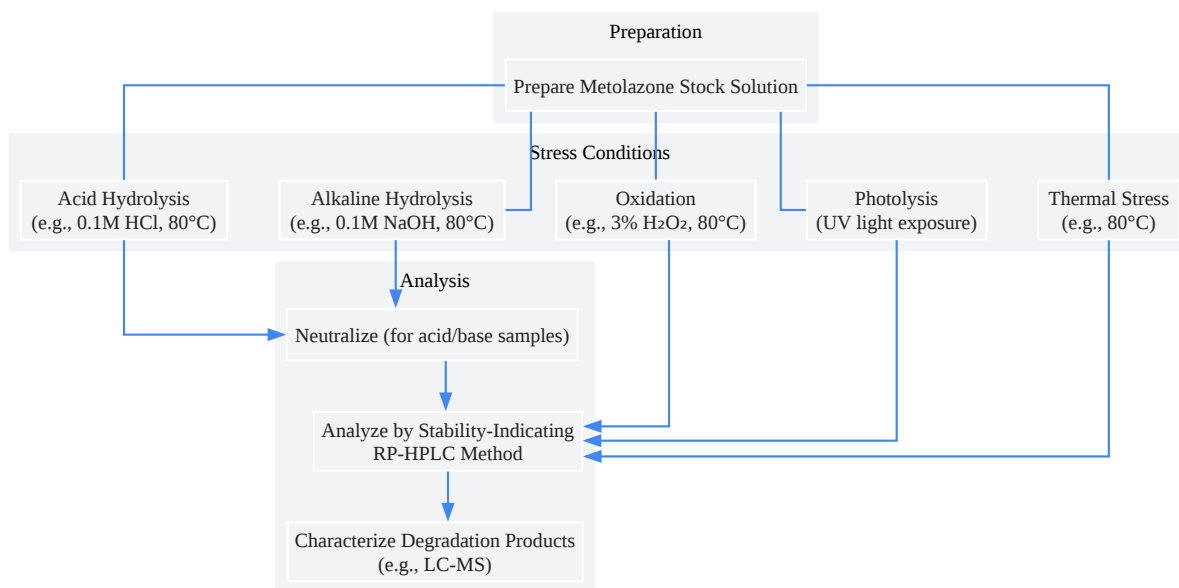 Preparation
Prepare Metolazone Stock Solution
Stress Conditions
Acid Hydrolysis
(e.g., 0.1M HCl, 80°C)
Alkaline Hydrolysis
(e.g., 0.1M NaOH, 80°C)
Oxidation
(e.g., 3% H₂O₂, 80°C)
Photolysis
(UV light exposure)
Thermal Stress
(e.g., 80°C)
Analysis
Neutralize (for acid/base samples)
Analyze by Stability-Indicating
RP-HPLC Method
Characterize Degradation Products
(e.g., LC-MS)